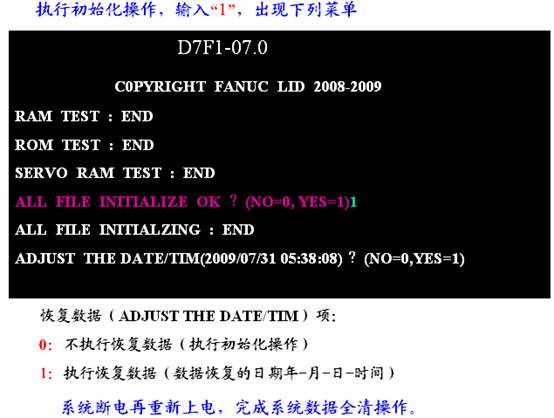 执行初始化操作，输入“1”，出现下列菜单
D7F1-07.0
C0PYRIGHT FANUC LID 2008-2009
RAM TEST : END
ROM TEST : END
SERVO RAM TEST : END
ALL FILE INITIALIZE OK ？(NO=0, YES=1)1
ALL FILE INITIALZING : END
ADJUST THE DATE/TIM(2009/07/31 05:38:08) ? (NO=0,YES=1)
恢复数据（ADJUST THE DATE/TIM）项：
0： 不执行恢复数据（执行初始化操作）
1： 执行恢复数据（数据恢复的日期年-月-日-时间）
系统断电再重新上电，完成系统数据全清操作。